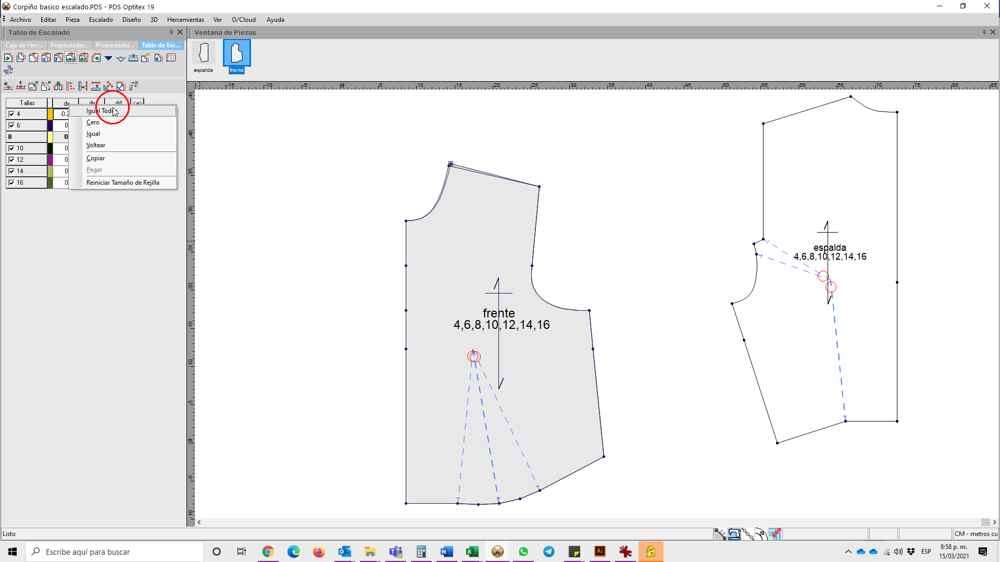 Corpiño basico escalado.PDS - PDS Optitex 19
Archivo Editar Pieza Escalado Diseño 3D Herramientas Ver O/Cloud Ayuda
Tabla de Escalado
Ventana de Piezas
Caja de Herr... Propiedades... Propiedades... Tabla de Esc...
espalda
frente
-15 -10 -5 0 5 10 15 20 25 30 35 40 45 50 55 60 65 70 75 80 85
45
40
35
30
25
20
15
10
5
0
-5
-10
Tallas dx dy dd <=>
4 -0.2
6 0
8 0
10 0
12 0
14 0
16 0
Igual Todo
Cero
Igual
Voltear
Copiar
Pegar
Reiniciar Tamaño de Rejilla
espalda
4,6,8,10,12,14,16
frente
4,6,8,10,12,14,16
Listo
CM - metros cu
Escribe aquí para buscar
ESP
8:58 p. m.
15/03/2021